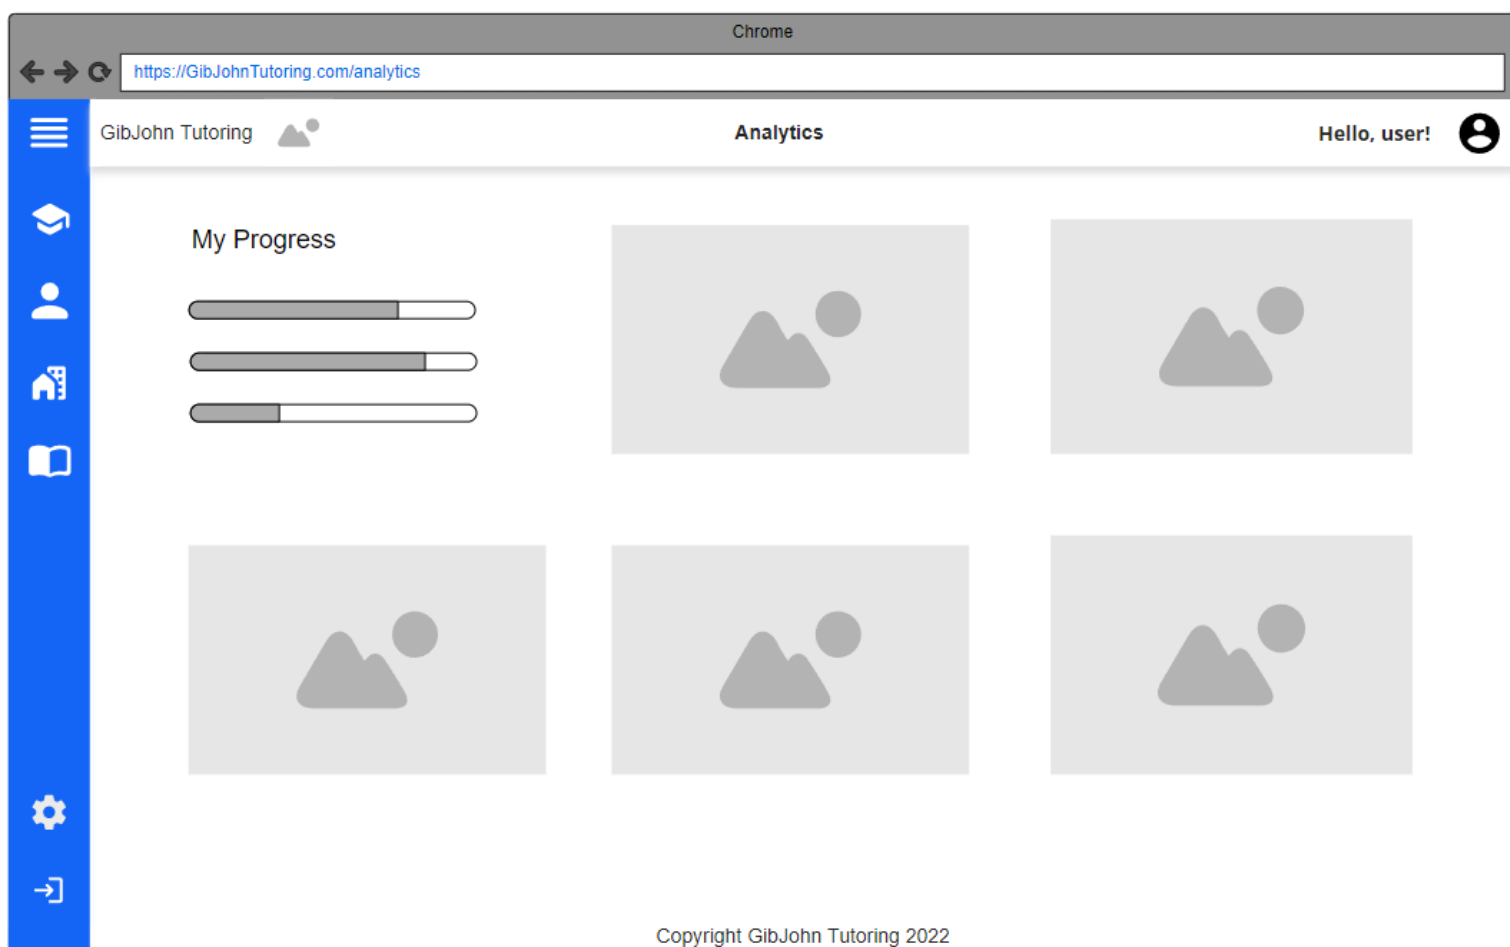 Chrome
https://GibJohnTutoring.com/analytics
GibJohn Tutoring
Analytics
Hello, user!
My Progress
Copyright GibJohn Tutoring 2022